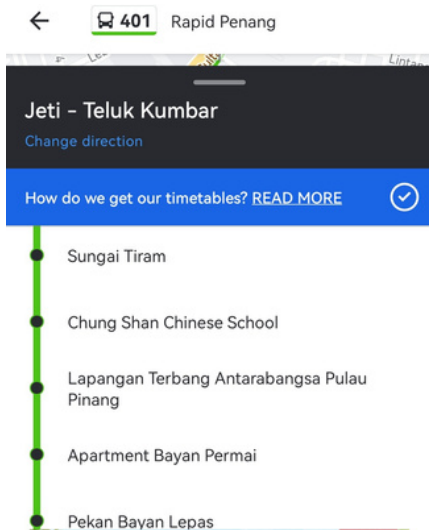 401 Rapid Penang
Jeti - Teluk Kumbar
Change direction
How do we get our timetables? READ MORE
Sungai Tiram
Chung Shan Chinese School
Lapangan Terbang Antarabangsa Pulau
Pinang
Apartment Bayan Permai
Pekan Bayan Lepas